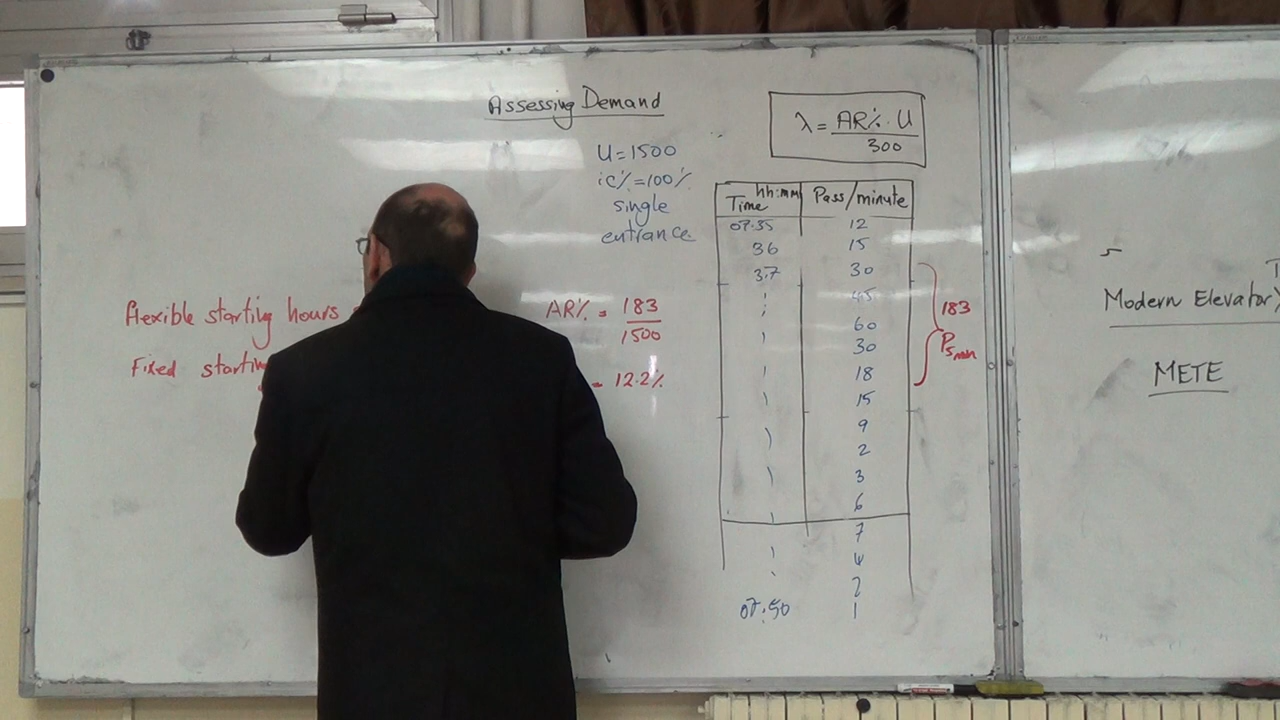 Assessing Demand
λ = AR%. U
300
U=1500
iC%=100%
single
entrance
Time hh:mm Pass/minute
07:35 12
36 15
37 30
45
60
30
18
15
9
2
3
6
7
4
2
07:50 1
183
P5min
flexible starting hours
Fixed starting
AR% = 183
1500
= 12.2%
Modern Elevator
METE